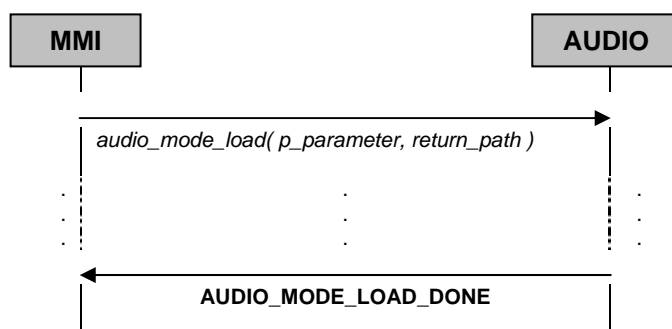 MMI AUDIO
audio_mode_load( p_parameter, return_path )
AUDIO_MODE_LOAD_DONE